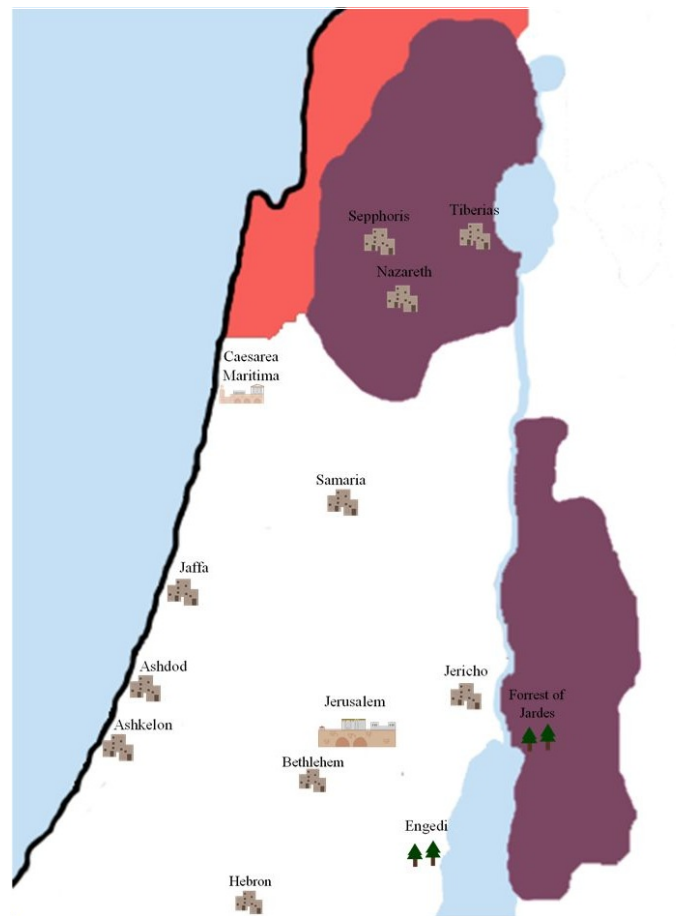 Sepphoris
Tiberias
Nazareth
Caesarea
Maritima
Samaria
Jaffa
Ashdod
Jericho
Jerusalem
Forrest of
Jardes
Ashkelon
Bethlehem
Engedi
Hebron